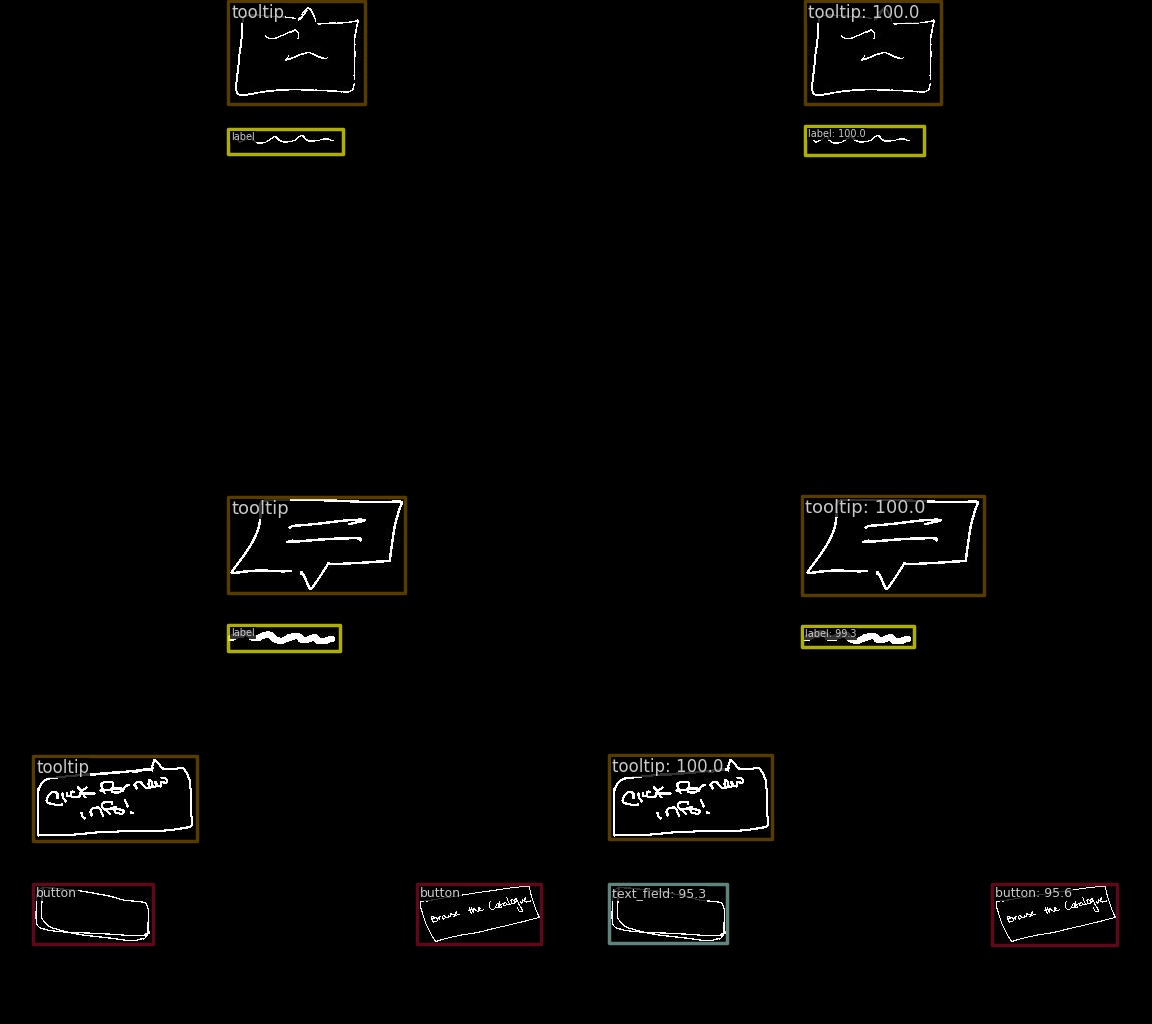 tooltip
tooltip: 100.0
label
label: 100.0
tooltip
tooltip: 100.0
label
label: 99.3
tooltip
Click for new
info!
tooltip: 100.0
Click for new
info!
button
button
Browse the Catalogue
text_field: 95.3
button: 95.6
Browse the Catalogue